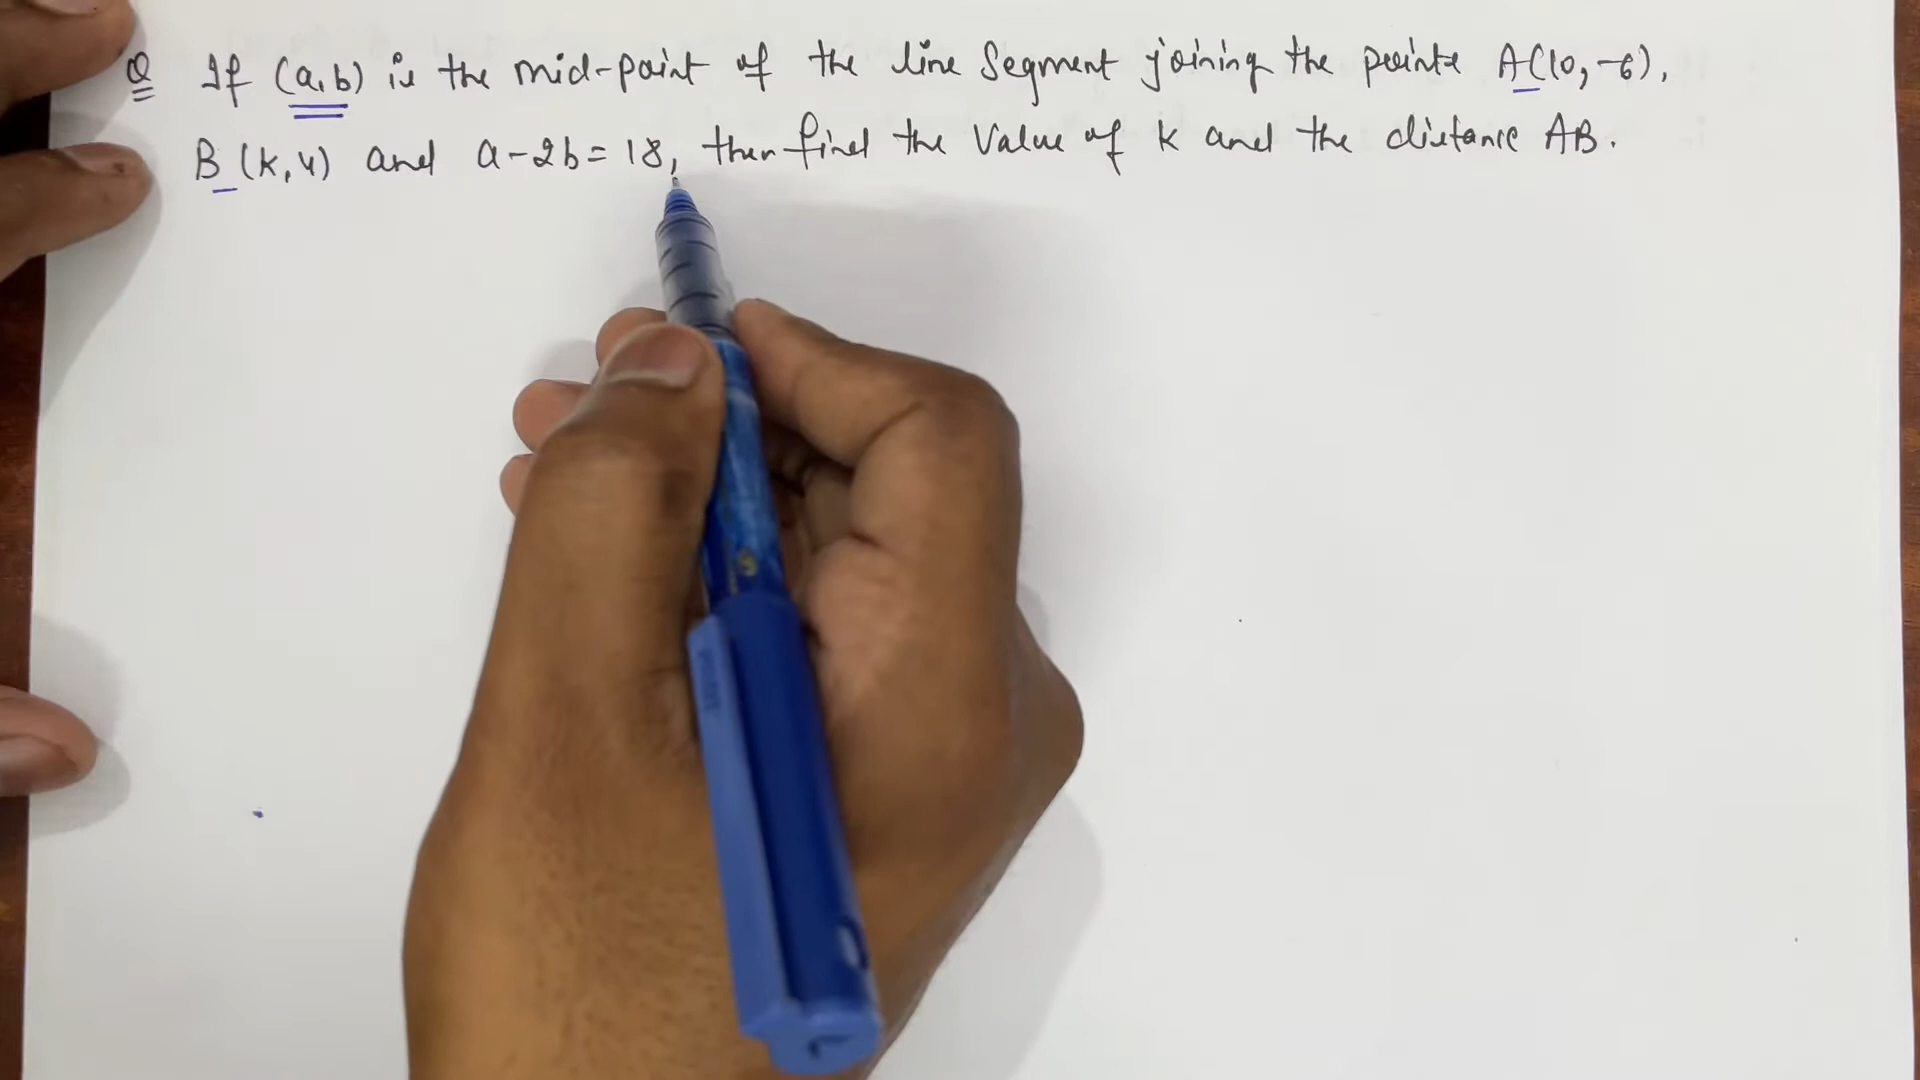 Q If (a,b) is the mid-point of the line Segment joining the points A(10,-6),
B(k,4) and a-2b=18, then find the Value of k and the distance AB.